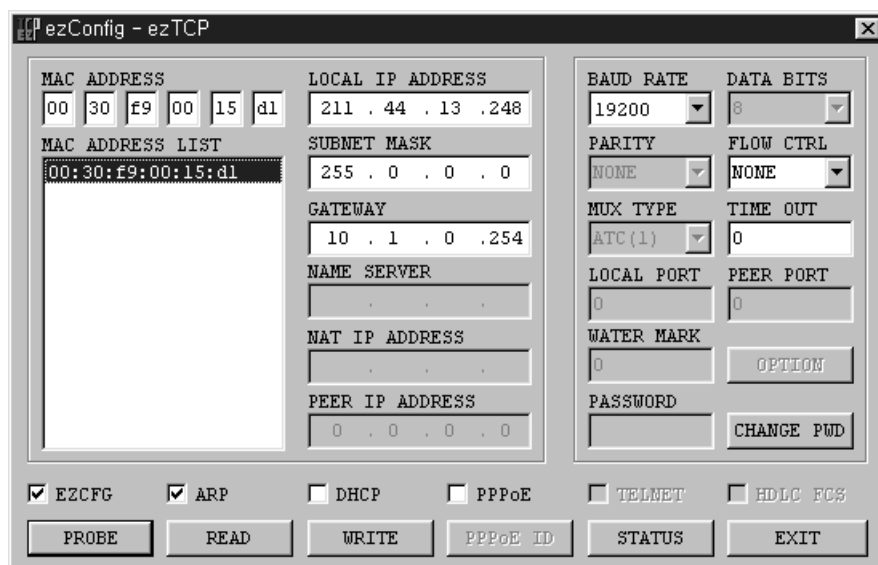 ezConfig - ezTCP
MAC ADDRESS
00 30 f9 00 15 d1
MAC ADDRESS LIST
00:30:f9:00:15:d1
LOCAL IP ADDRESS
211 . 44 . 13 .248
SUBNET MASK
255 . 0 . 0 . 0
GATEWAY
10 . 1 . 0 .254
NAME SERVER
. . .
NAT IP ADDRESS
. . .
PEER IP ADDRESS
0 . 0 . 0 . 0
BAUD RATE DATA BITS
19200 8
PARITY FLOW CTRL
NONE NONE
MUX TYPE TIME OUT
ATC(1) 0
LOCAL PORT PEER PORT
0 0
WATER MARK
0 OPTION
PASSWORD
CHANGE PWD
EZCFG ARP DHCP PPPoE TELNET HDLC FCS
PROBE READ WRITE PPPoE ID STATUS EXIT